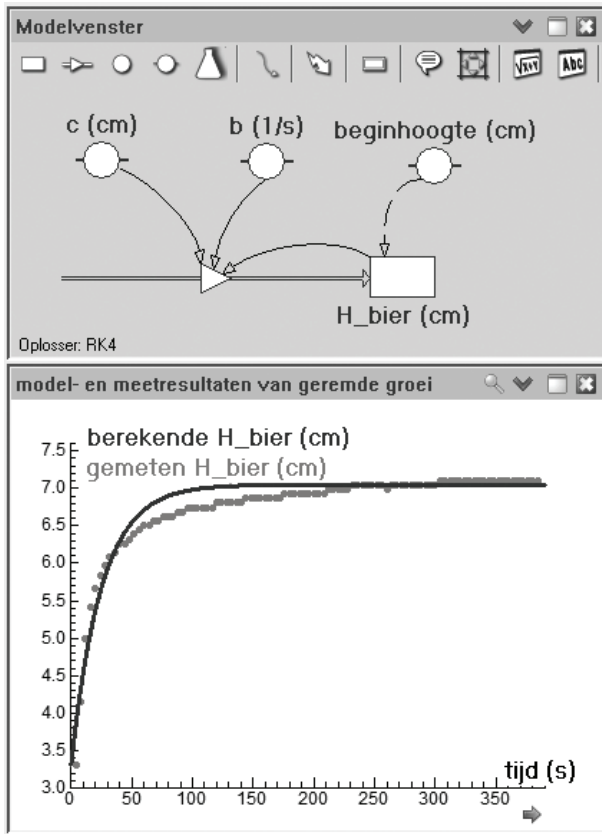 Modelvenster
√x+y Abc
c (cm) b (1/s) beginhoogte (cm)
H_bier (cm)
Oplosser: RK4
model- en meetresultaten van geremde groei
berekende H_bier (cm)
gemeten H_bier (cm)
7.5
7.0
6.5
6.0
5.5
5.0
4.5
4.0
3.5
3.0
0 50 100 150 200 250 300 350
tijd (s)